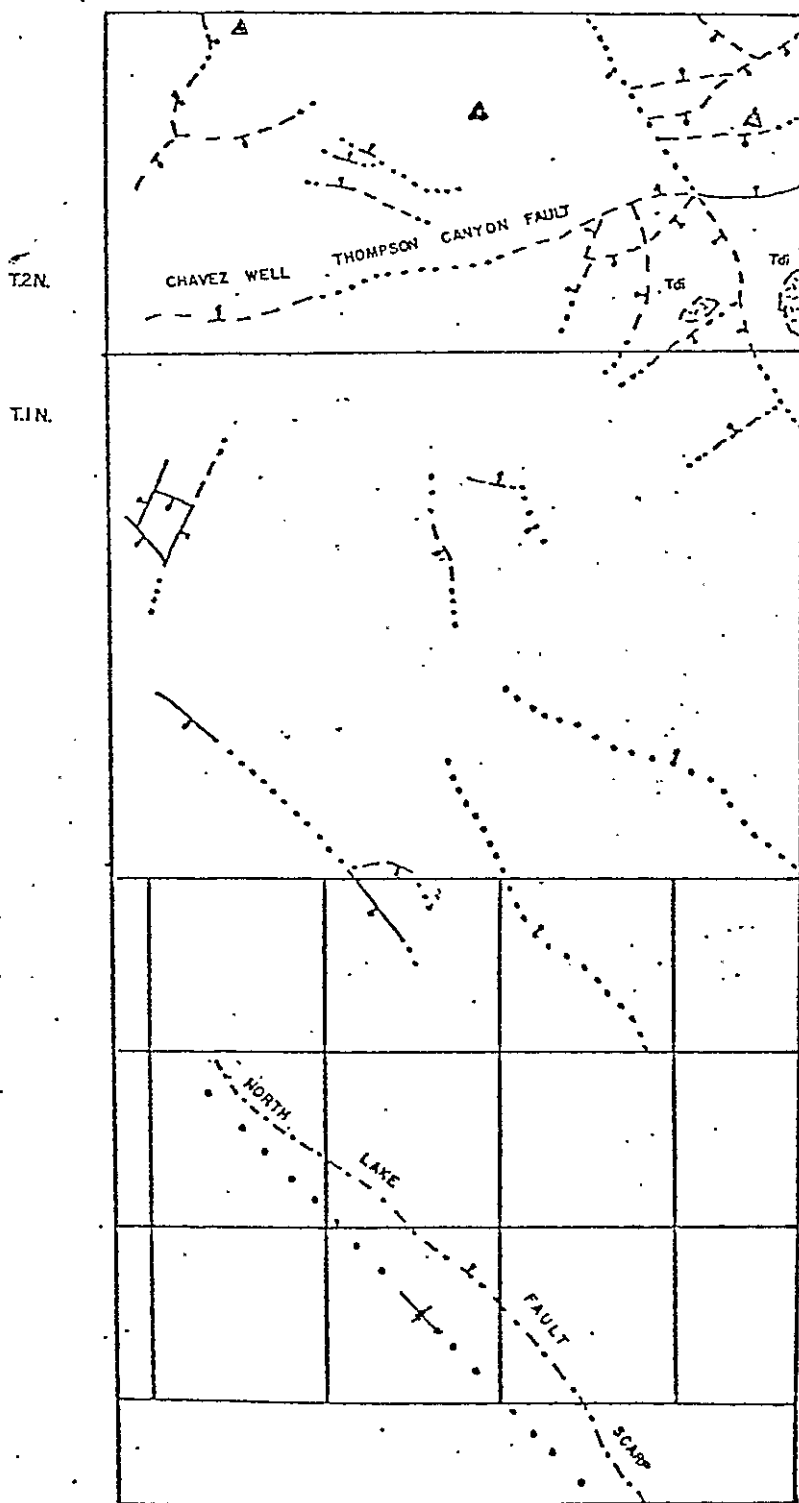 T.2N.
CHAVEZ WELL THOMPSON CANYON FAULT
Tdi
Tdi
T.1N.
NORTH LAKE FAULT SCARP